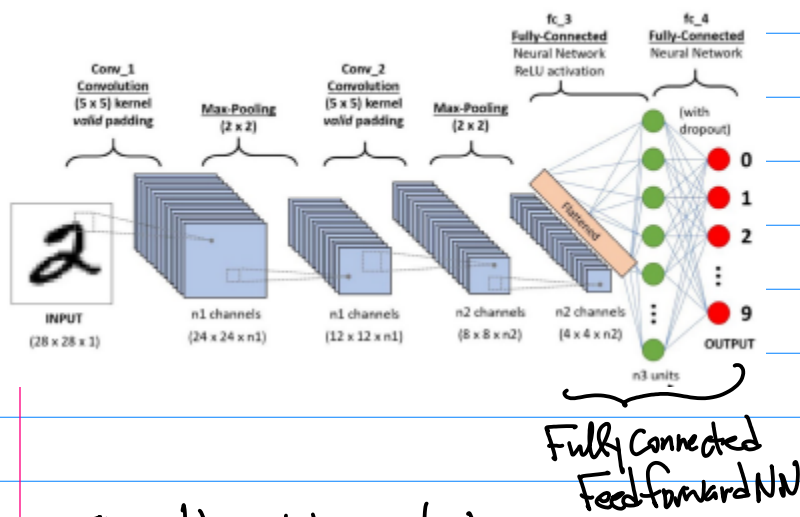 fc_3
Fully-Connected
Neural Network
ReLU activation
fc_4
Fully-Connected
Neural Network
Conv_1
Convolution
(5 x 5) kernel
valid padding
Max-Pooling
(2 x 2)
Conv_2
Convolution
(5 x 5) kernel
valid padding
Max-Pooling
(2 x 2)
(with
dropout)
2
Flattened
0
1
2
9
INPUT
(28 x 28 x 1)
n1 channels
(24 x 24 x n1)
n1 channels
(12 x 12 x n1)
n2 channels
(8 x 8 x n2)
n2 channels
(4 x 4 x n2)
OUTPUT
n3 units
Fully Connected
Feedforward NN